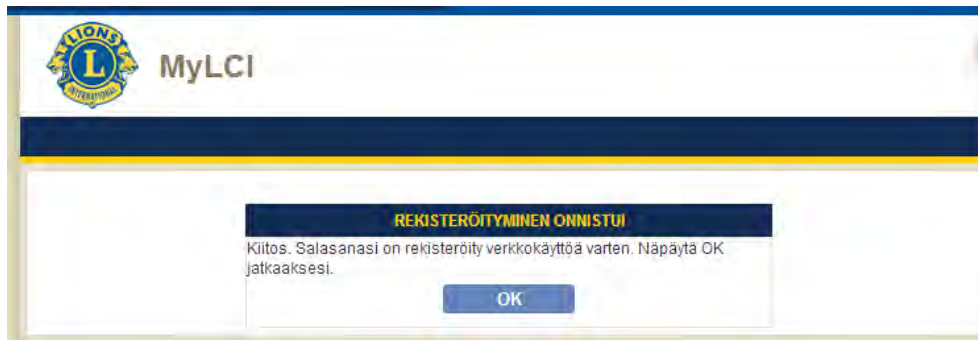 LIONS
L
INTERNATIONAL
MyLCI
REKISTERÖITYMINEN ONNISTUI
Kiitos. Salasanasi on rekisteröity verkkokäyttöä varten. Näpäytä OK
jatkaaksesi.
OK